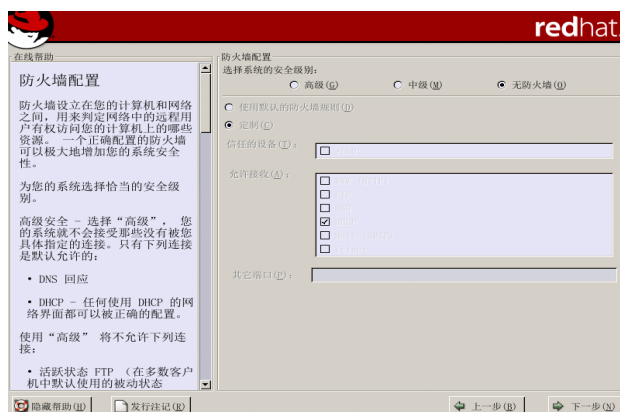 redhat.
在线帮助
防火墙配置
防火墙设立在您的计算机和网络
之间，用来判定网络中的远程用
户有权访问您的计算机上的哪些
资源。 一个正确配置的防火墙
可以极大地增加您的系统安全
性。
为您的系统选择恰当的安全级
别。
高级安全 － 选择“高级”， 您
的系统就不会接受那些没有被您
具体指定的连接。只有下列连接
是默认允许的：
• DNS 回应
• DHCP － 任何使用 DHCP 的网
络界面都可以被正确的配置。
使用“高级” 将不允许下列连
接：
• 活跃状态 FTP （在多数客户
机中默认使用的被动状态
防火墙配置
选择系统的安全级别：
高级(G) 中级(M) 无防火墙(O)
使用默认的防火墙规则(D)
定制(C)
信任的设备(T)：
允许接收(A)：
其它端口(P)：
隐藏帮助(H) 发行注记(R) 上一步(B) 下一步(N)